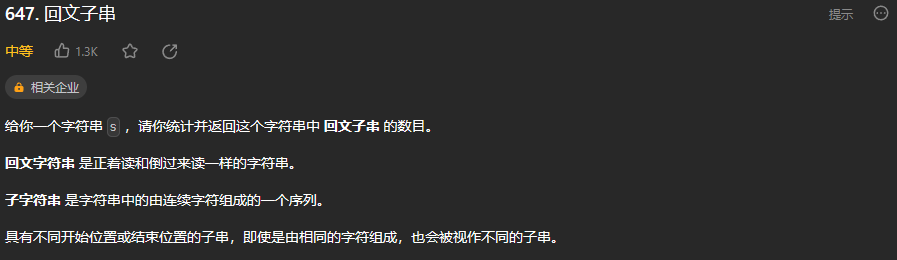 647. 回文子串 提示
中等 1.3K
相关企业
给你一个字符串 s ，请你统计并返回这个字符串中 回文子串 的数目。
回文字符串 是正着读和倒过来读一样的字符串。
子字符串 是字符串中的由连续字符组成的一个序列。
具有不同开始位置或结束位置的子串，即使是由相同的字符组成，也会被视作不同的子串。